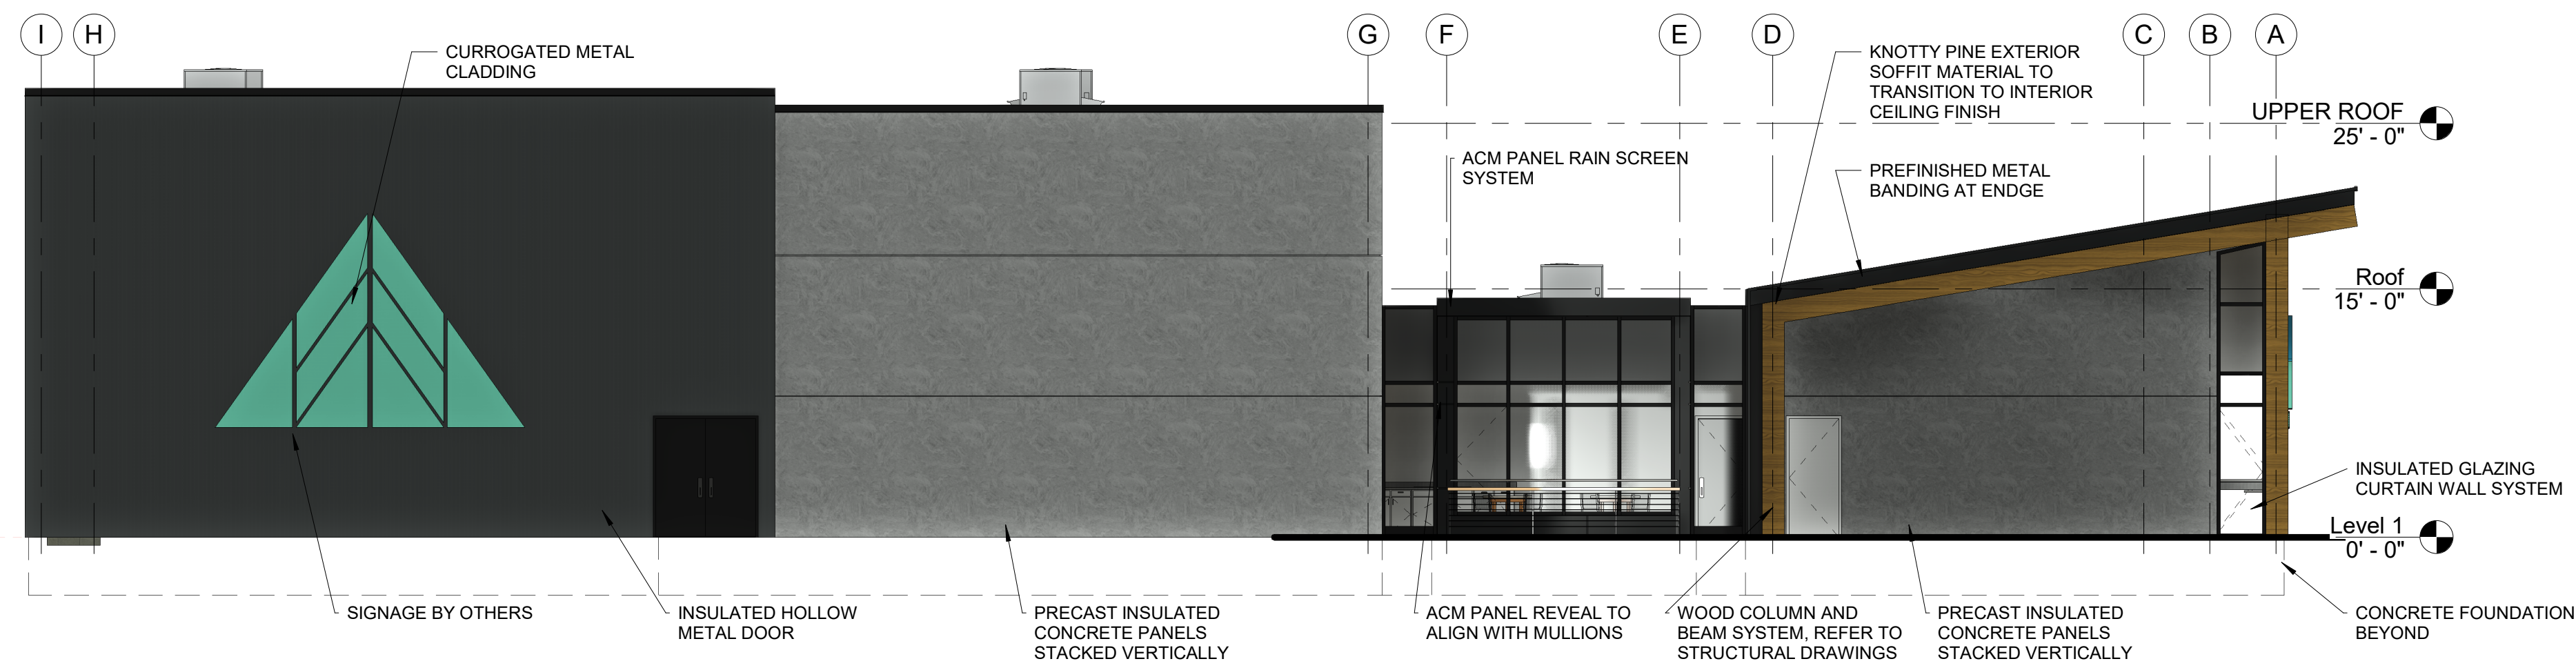 I
H
G
F
E
D
C
B
A
CURROGATED METAL
CLADDING
KNOTTY PINE EXTERIOR
SOFFIT MATERIAL TO
TRANSITION TO INTERIOR
CEILING FINISH
UPPER ROOF
25' - 0"
ACM PANEL RAIN SCREEN
SYSTEM
PREFINISHED METAL
BANDING AT ENDGE
Roof
15' - 0"
INSULATED GLAZING
CURTAIN WALL SYSTEM
Level 1
0' - 0"
SIGNAGE BY OTHERS
INSULATED HOLLOW
METAL DOOR
PRECAST INSULATED
CONCRETE PANELS
STACKED VERTICALLY
ACM PANEL REVEAL TO
ALIGN WITH MULLIONS
WOOD COLUMN AND
BEAM SYSTEM, REFER TO
STRUCTURAL DRAWINGS
PRECAST INSULATED
CONCRETE PANELS
STACKED VERTICALLY
CONCRETE FOUNDATION
BEYOND